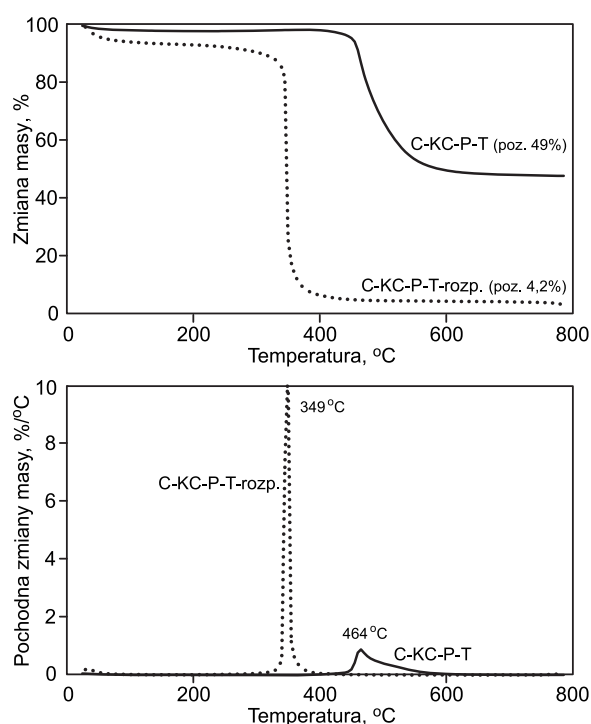 100
80
60
40
20
0
Zmiana masy, %
C-KC-P-T (poz. 49%)
C-KC-P-T-rozp. (poz. 4,2%)
0 200 400 600 800
Temperatura, °C
10
8
6
4
2
0
Pochodna zmiany masy, %/°C
349 °C
C-KC-P-T-rozp.
464 °C
C-KC-P-T
0 200 400 600 800
Temperatura, °C